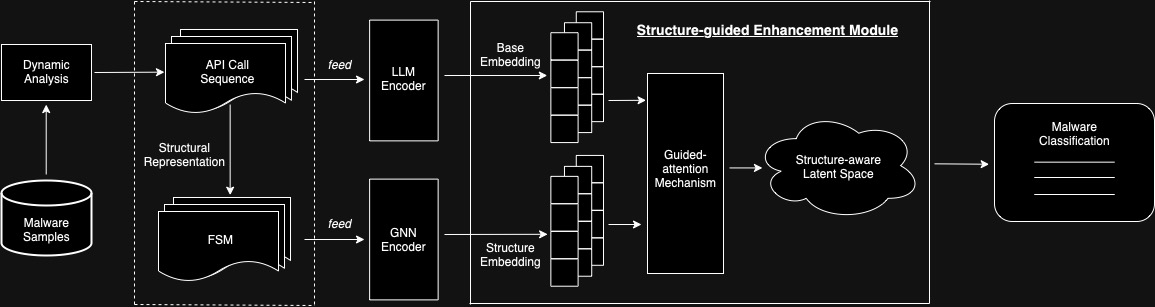 Structure-guided Enhancement Module
Dynamic
Analysis
API Call
Sequence
feed
LLM
Encoder
Base
Embedding
Structural
Representation
Guided-
attention
Mechanism
Structure-aware
Latent Space
Malware
Classification
Malware
Samples
FSM
feed
GNN
Encoder
Structure
Embedding